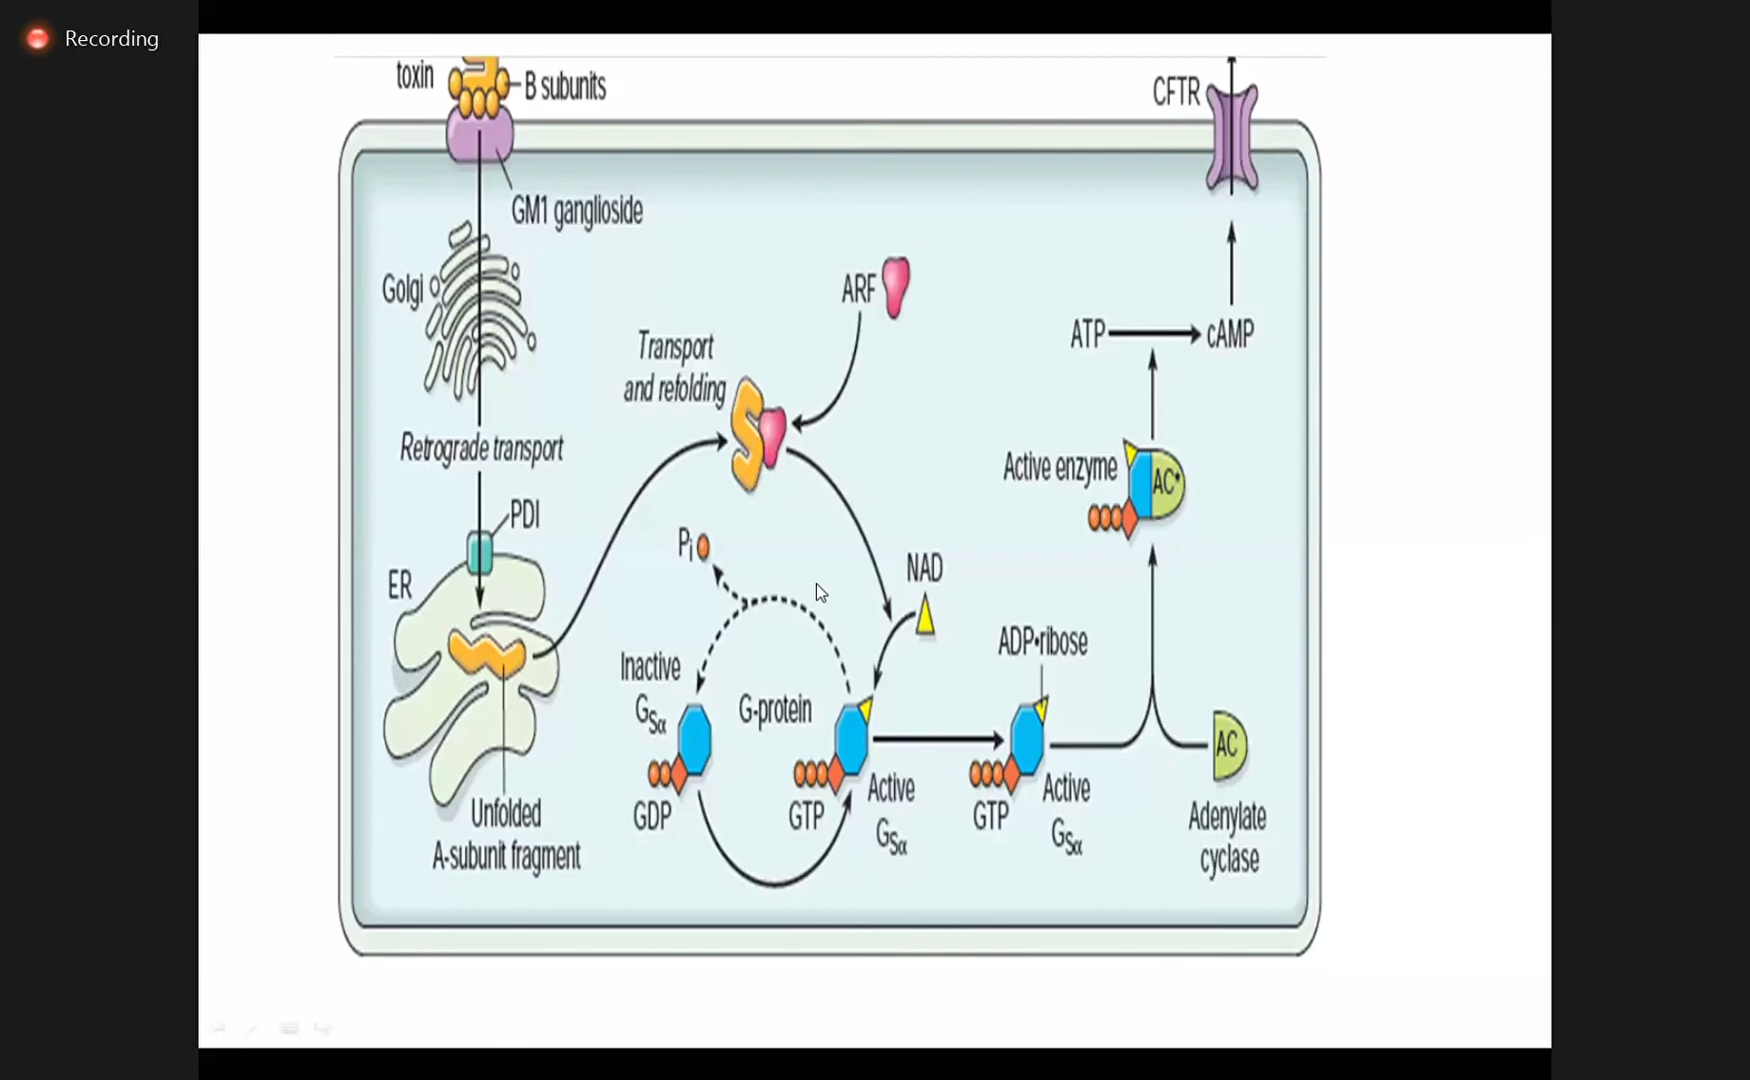 Recording
toxin
B subunits
CFTR
GM1 ganglioside
Golgi
ARF
Transport
and refolding
ATP
cAMP
Retrograde transport
Active enzyme
AC*
PDI
Pi
NAD
ER
ADP•ribose
Inactive
GSα
G-protein
AC
GDP
GTP
Active
GSα
GTP
Active
GSα
Adenylate
cyclase
Unfolded
A-subunit fragment